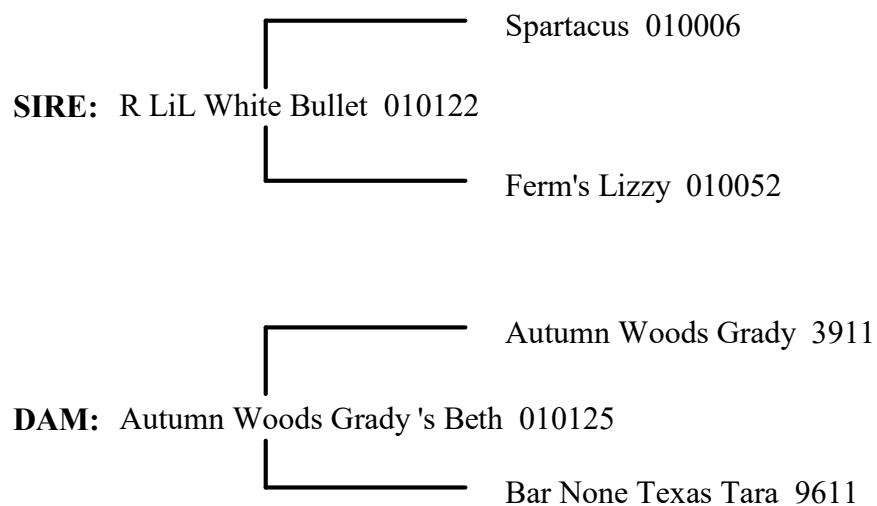 Spartacus 010006
SIRE: R LiL White Bullet 010122
Ferm's Lizzy 010052
Autumn Woods Grady 3911
DAM: Autumn Woods Grady 's Beth 010125
Bar None Texas Tara 9611